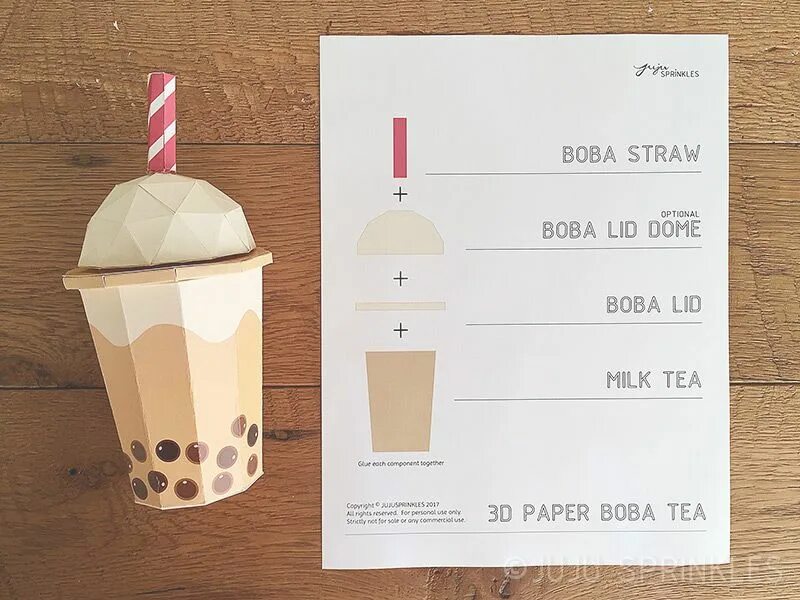 juju
SPRINKLES
BOBA STRAW
+
OPTIONAL
BOBA LID DOME
+
BOBA LID
+
MILK TEA
Glue each component together
Copyright © JUJUSPRINKLES 2017
All rights reserved. For personal use only.
Strictly not for sale or any commercial use.
3D PAPER BOBA TEA
©JUJU SPRINKLES